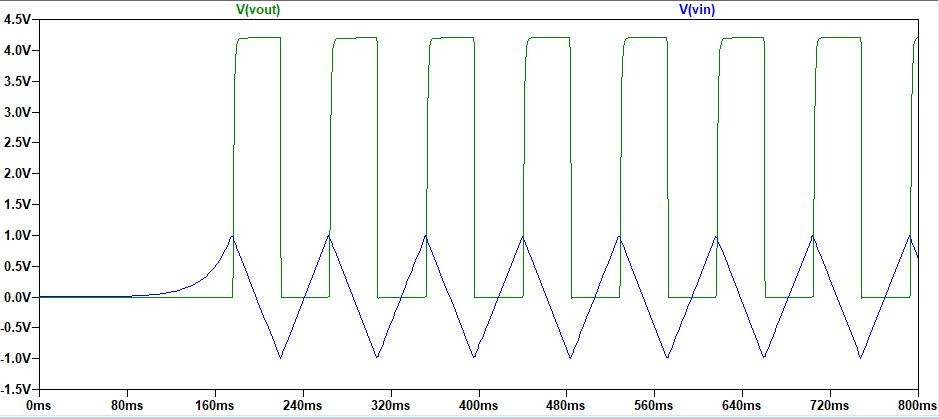 V(vout) V(vin)
4.5V
4.0V
3.5V
3.0V
2.5V
2.0V
1.5V
1.0V
0.5V
0.0V
-0.5V
-1.0V
-1.5V
0ms 80ms 160ms 240ms 320ms 400ms 480ms 560ms 640ms 720ms 800ms